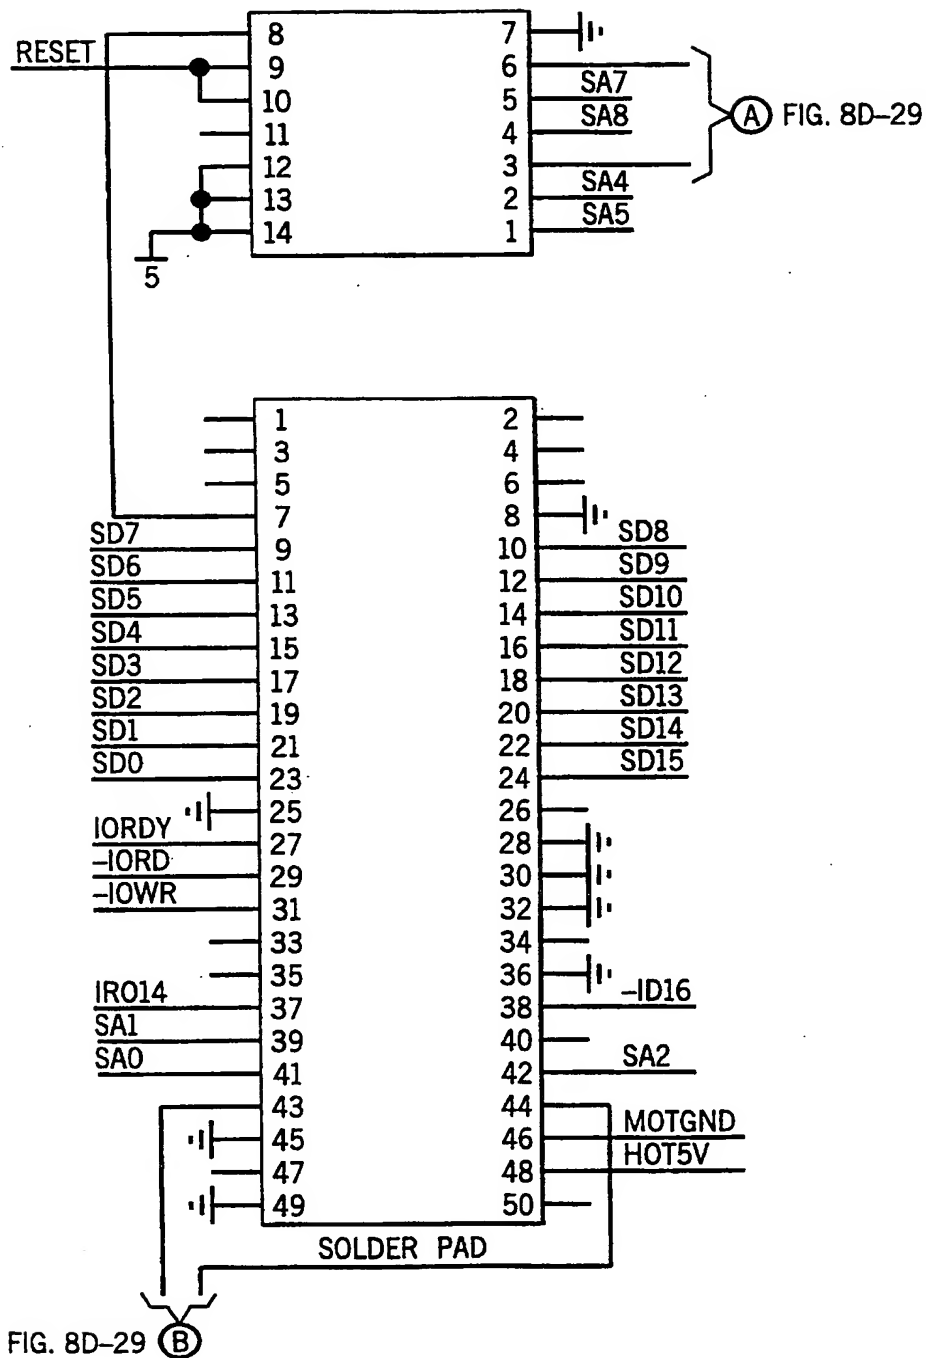 RESET
8 7
9 6
SA7
10 5
SA8
11 4
12 3
SA4
13 2
SA5
14 1
5
A FIG. 8D-29
1 2
3 4
5 6
7 8
SD7 9 10 SD8
SD6 11 12 SD9
SD5 13 14 SD10
SD4 15 16 SD11
SD3 17 18 SD12
SD2 19 20 SD13
SD1 21 22 SD14
SD0 23 24 SD15
25 26
IORDY 27 28
-IORD 29 30
-IOWR 31 32
33 34
35 36
IRO14 37 38 -ID16
SA1 39 40
SA0 41 42 SA2
43 44
45 46 MOTGND
47 48 HOT5V
49 50
SOLDER PAD
FIG. 8D-29 B